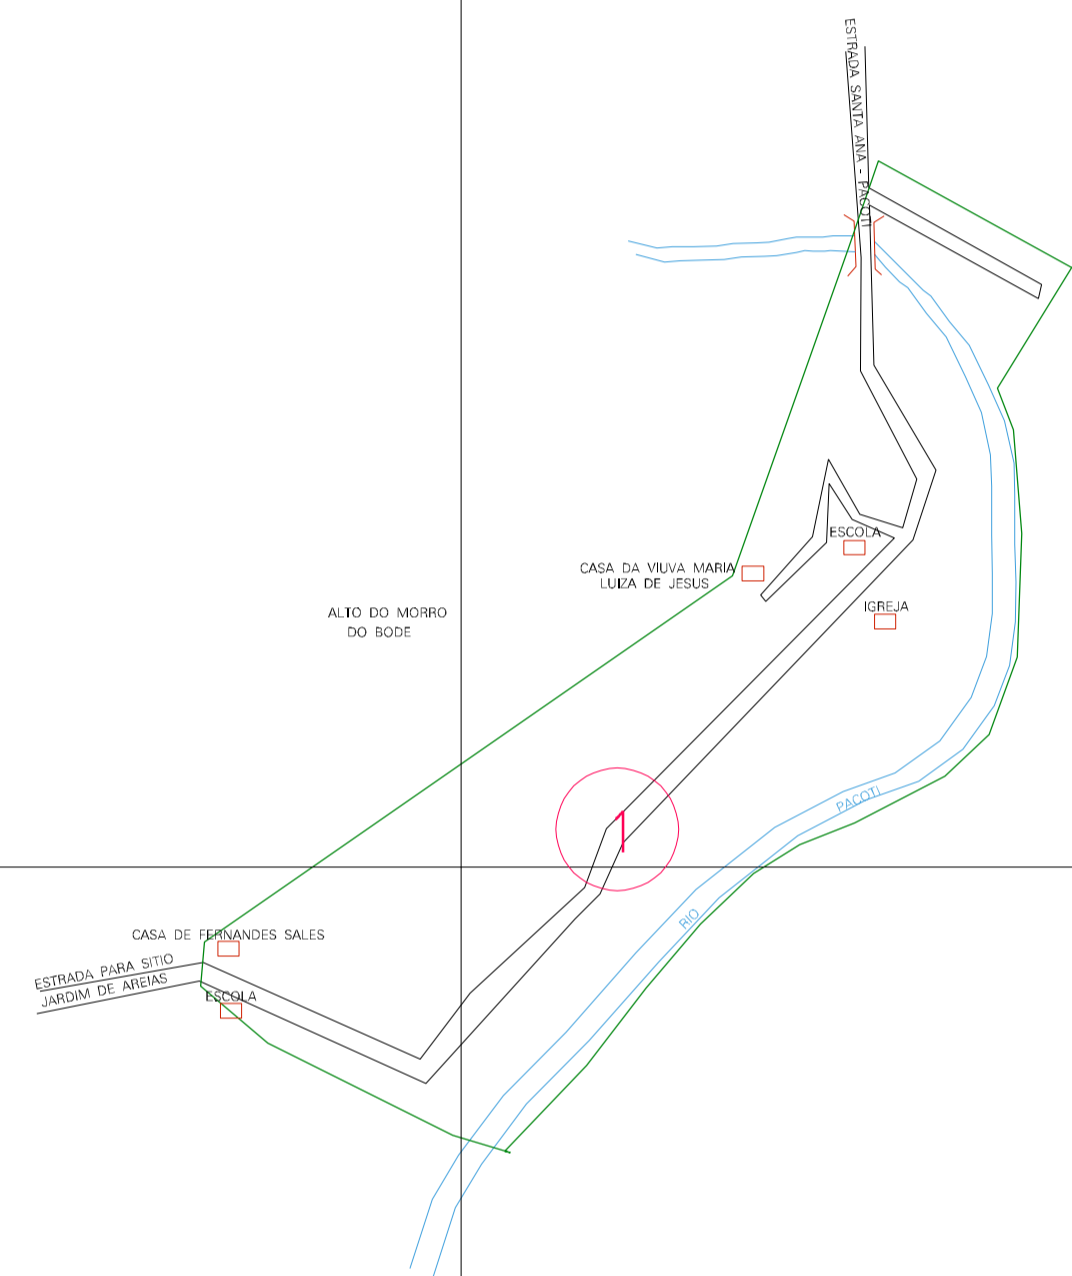 ESTRADA SANTA ANA - PACOTI
ESCOLA
CASA DA VIUVA MARIA
LUIZA DE JESUS
IGREJA
ALTO DO MORRO
DO BODE
PACOTI
1
RIO
CASA DE FERNANDES SALES
ESTRADA PARA SITIO
JARDIM DE AREIAS
ESCOLA